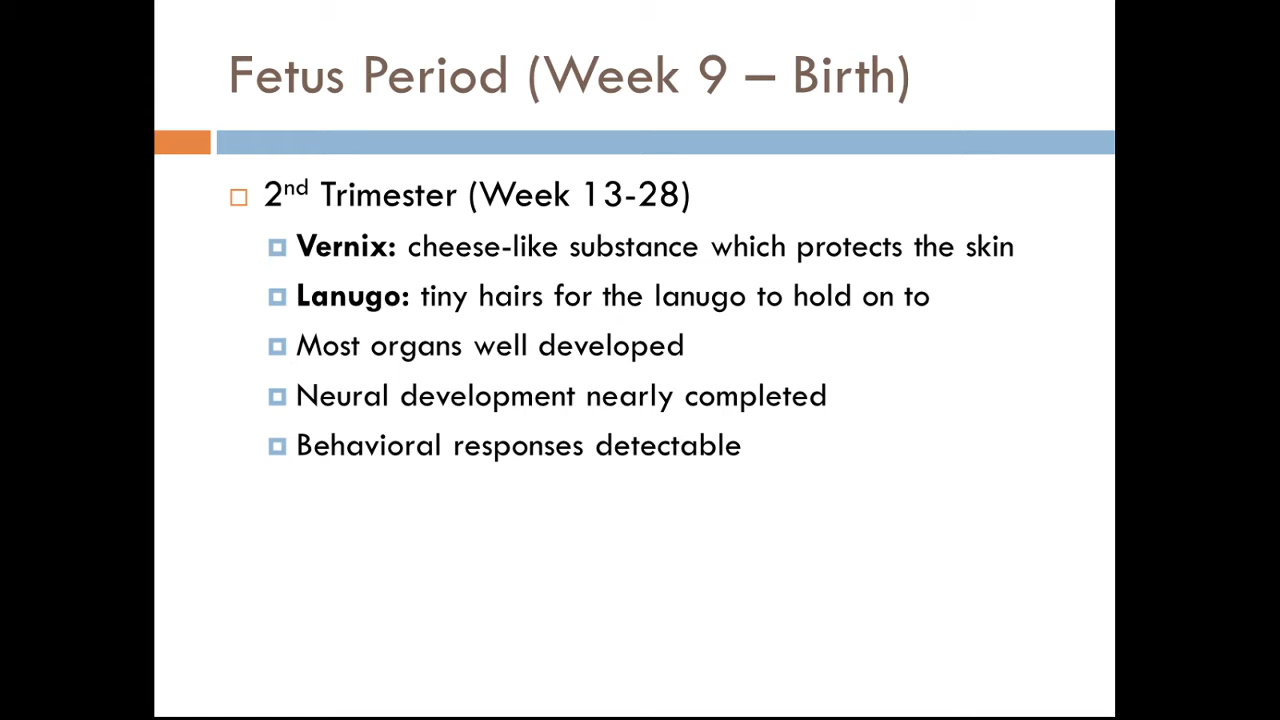 Fetus Period (Week 9 – Birth)
2nd Trimester (Week 13-28)
Vernix: cheese-like substance which protects the skin
Lanugo: tiny hairs for the lanugo to hold on to
Most organs well developed
Neural development nearly completed
Behavioral responses detectable